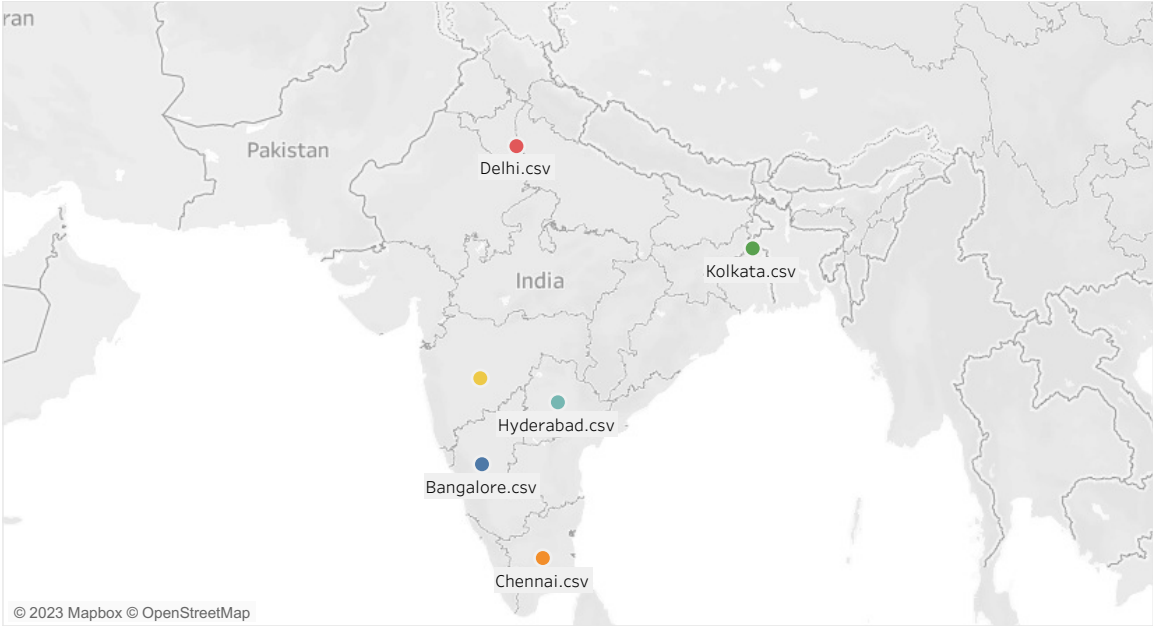 ran
Pakistan
Delhi.csv
Kolkata.csv
India
Hyderabad.csv
Bangalore.csv
Chennai.csv
© 2023 Mapbox © OpenStreetMap